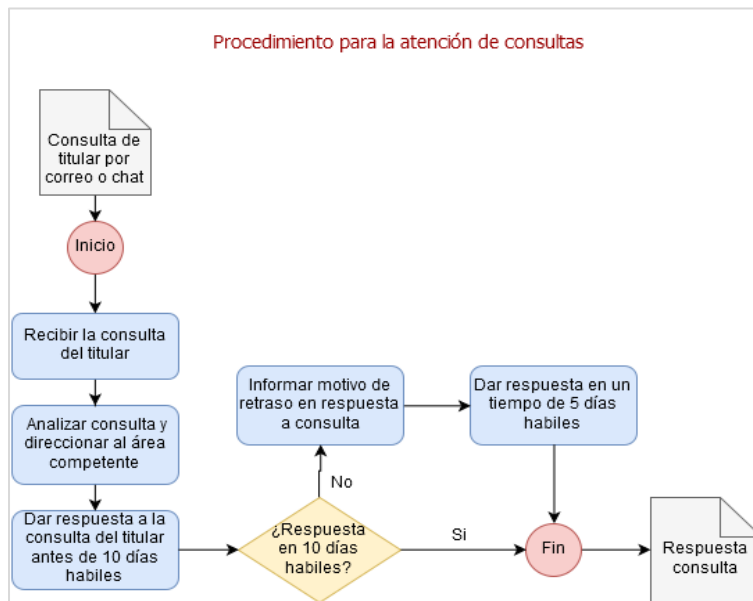 Procedimiento para la atención de consultas
Consulta de
titular por
correo o chat
Inicio
Recibir la consulta
del titular
Analizar consulta y
direccionar al área
competente
Dar respuesta a la
consulta del titular
antes de 10 días
habiles
¿Respuesta
en 10 días
habiles?
No
Informar motivo de
retraso en respuesta
a consulta
Dar respuesta en un
tiempo de 5 días
habiles
Si
Fin
Respuesta
consulta